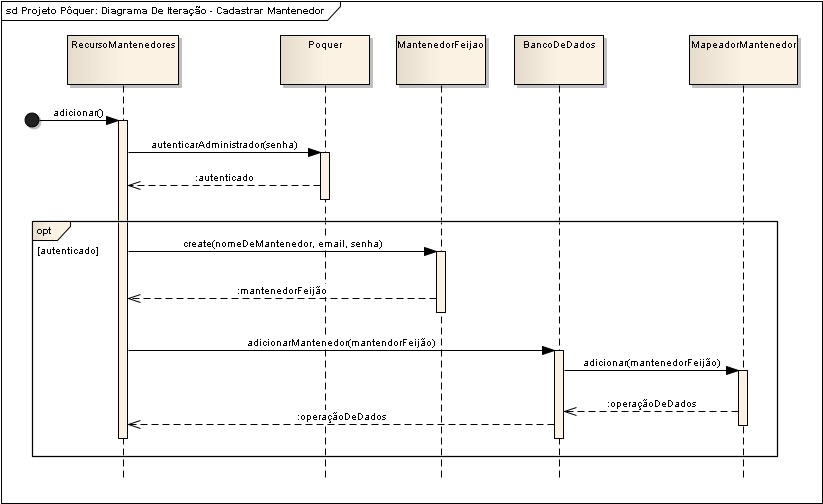 sd Projeto Pôquer: Diagrama De Iteração - Cadastrar Mantenedor
RecursoMantenedores
Poquer
MantenedorFeijao
BancoDeDados
MapeadorMantenedor
adicionar()
autenticarAdministrador(senha)
:autenticado
opt
[autenticado]
create(nomeDeMantenedor, email, senha)
:mantenedorFeijão
adicionarMantenedor(mantendorFeijão)
adicionar(mantenedorFeijão)
:operaçãoDeDados
:operaçãoDeDados